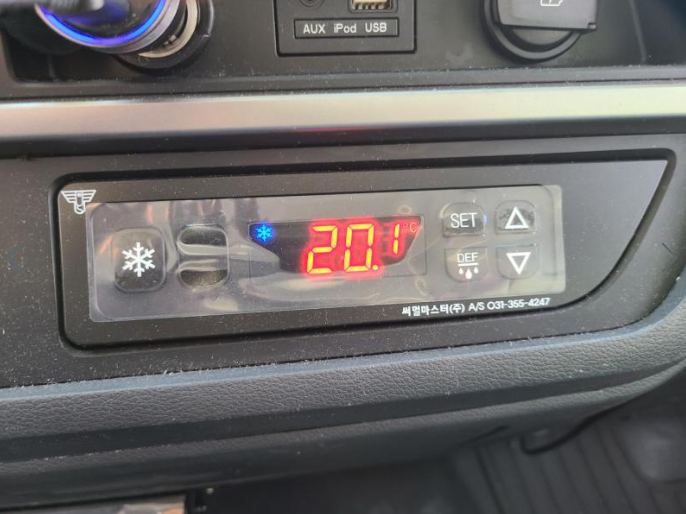 AUX iPod USB
20.1 °C
SET
DEF
써멀마스터(주) A/S 031-355-4247